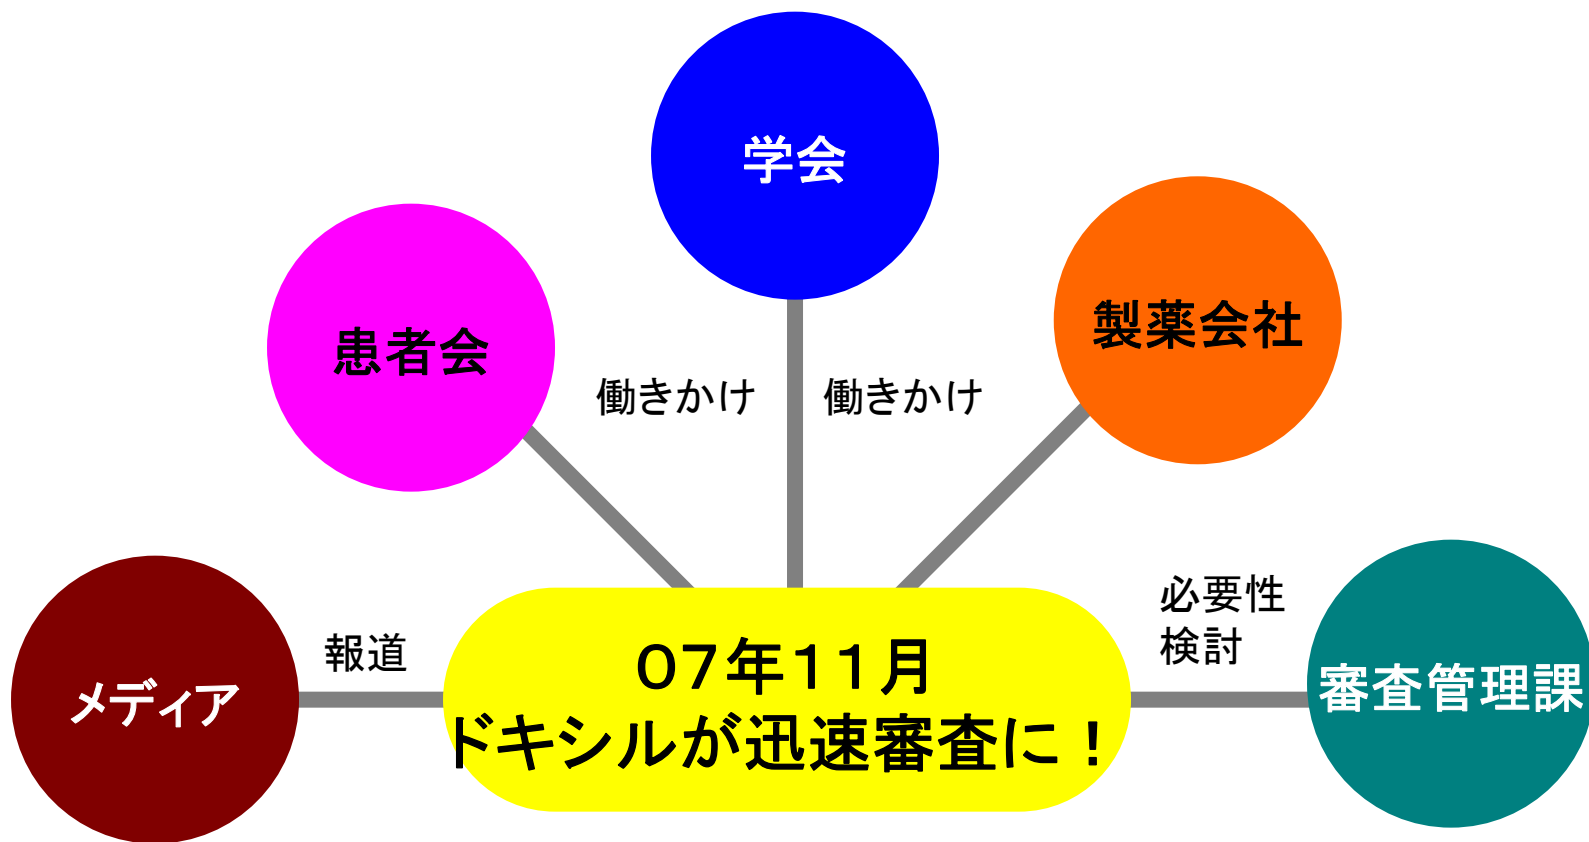 学会
患者会
製薬会社
働きかけ
働きかけ
メディア
報道
07年11月
ドキシルが迅速審査に！
必要性
検討
審査管理課